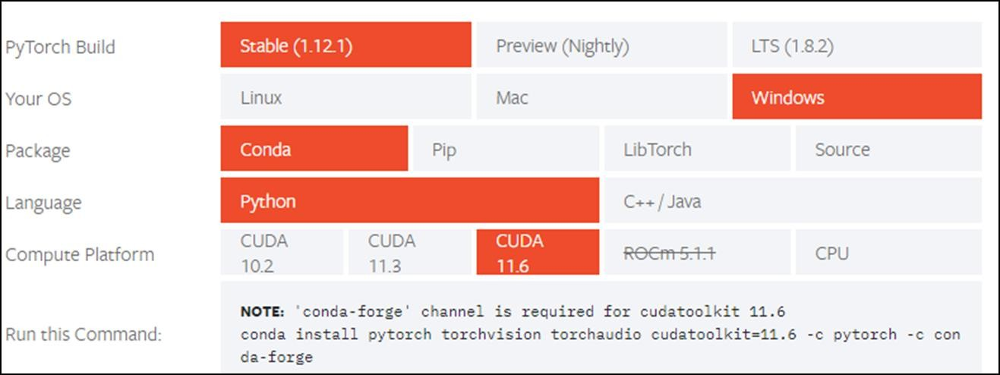 PyTorch Build Stable (1.12.1) Preview (Nightly) LTS (1.8.2)
Your OS Linux Mac Windows
Package Conda Pip LibTorch Source
Language Python C++ / Java
Compute Platform CUDA 10.2 CUDA 11.3 CUDA 11.6 ROCm 5.1.1 CPU
NOTE: 'conda-forge' channel is required for cudatoolkit 11.6
Run this Command: conda install pytorch torchvision torchaudio cudatoolkit=11.6 -c pytorch -c con
da-forge